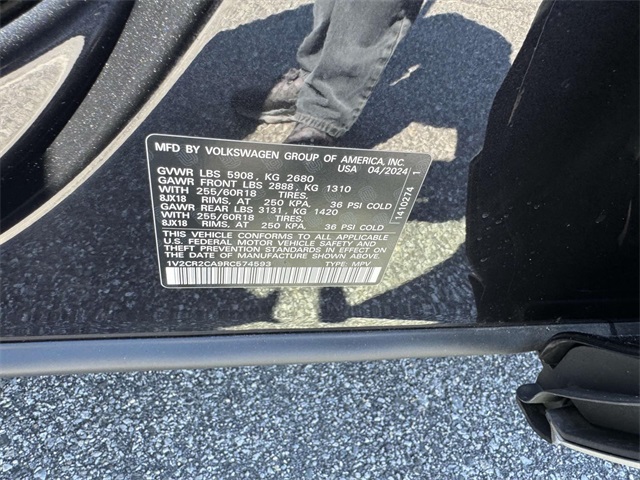 MFD BY VOLKSWAGEN GROUP OF AMERICA, INC.
USA 04/2024
GVWR LBS 5908, KG 2680
GAWR FRONT LBS 2888, KG 1310
WITH 255/60R18 TIRES,
8JX18 RIMS, AT 250 KPA, 36 PSI COLD
GAWR REAR LBS 3131, KG 1420
WITH 255/60R18 TIRES,
8JX18 RIMS, AT 250 KPA, 36 PSI COLD
THIS VEHICLE CONFORMS TO ALL APPLICABLE
U.S. FEDERAL MOTOR VEHICLE SAFETY AND
THEFT PREVENTION STANDARDS IN EFFECT ON
THE DATE OF MANUFACTURE SHOWN ABOVE.
1V2CR2CA9RC574593 TYPE: MPV
1410274 1